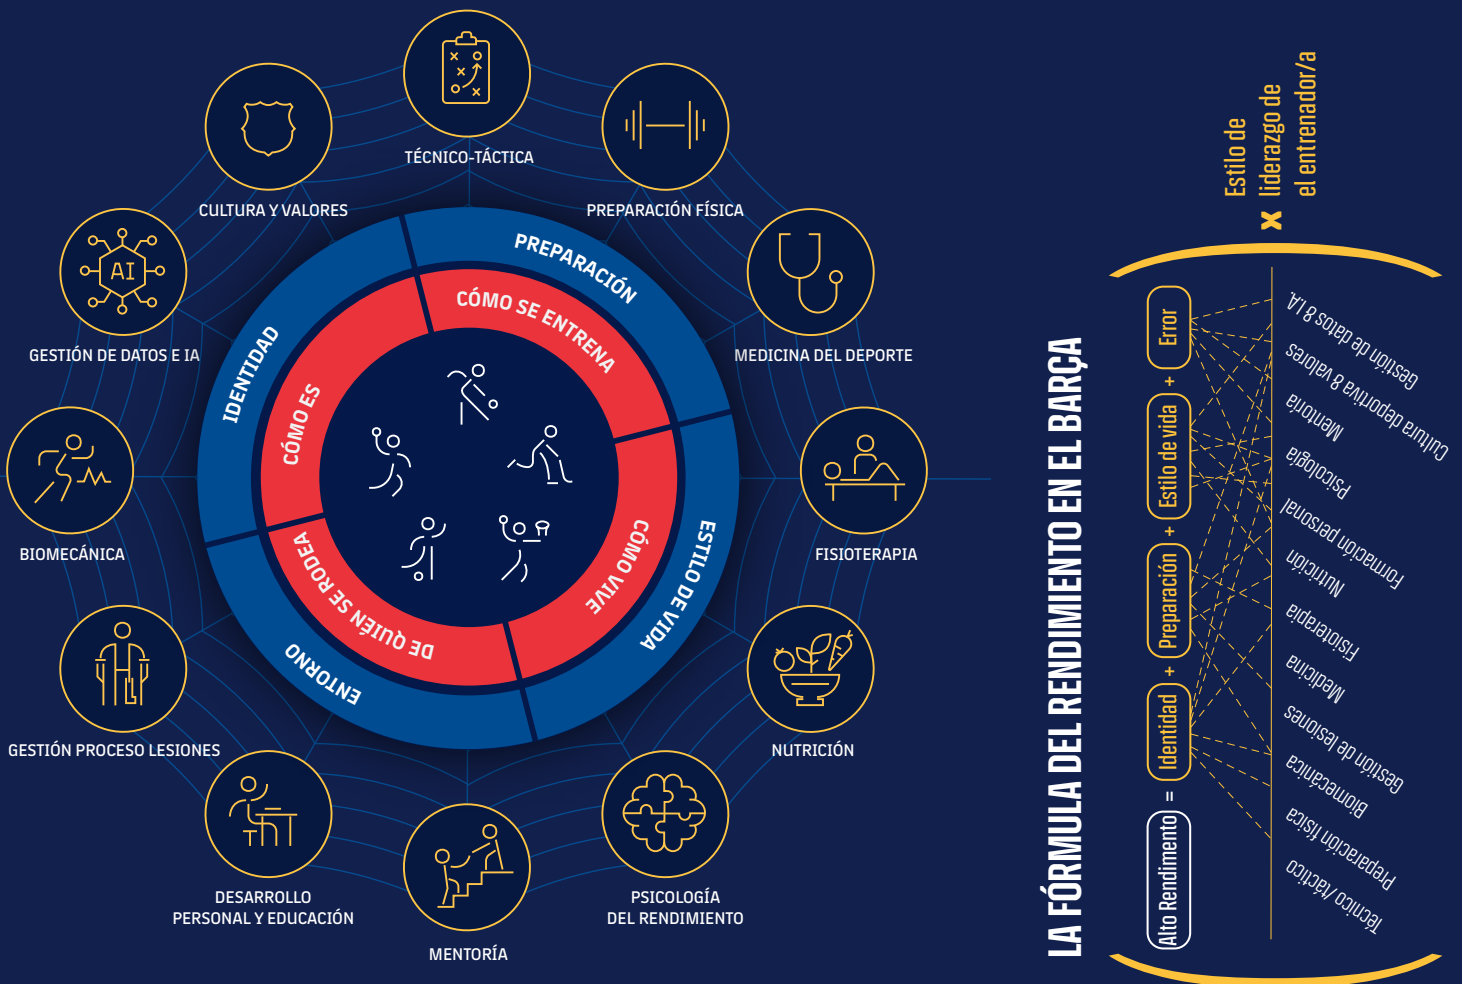 TÉCNICO-TÁCTICA
PREPARACIÓN FÍSICA
MEDICINA DEL DEPORTE
FISIOTERAPIA
NUTRICIÓN
PSICOLOGÍA
DEL RENDIMIENTO
MENTORÍA
DESARROLLO
PERSONAL Y EDUCACIÓN
GESTIÓN PROCESO LESIONES
BIOMECÁNICA
AI
GESTIÓN DE DATOS E IA
CULTURA Y VALORES
PREPARACIÓN
ESTILO DE VIDA
ENTORNO
IDENTIDAD
CÓMO SE ENTRENA
CÓMO VIVE
DE QUIÉN SE RODEA
CÓMO ES
LA FÓRMULA DEL RENDIMIENTO EN EL BARÇA
Alto Rendimento = Identidad + Preparación + Estilo de vida + Error
Técnico/táctico
Preparación física
Biomecánica
Gestión de lesiones
Medicina
Fisioterapia
Nutrición
Formación personal
Psicología
Mentoría
Cultura deportiva & valores
Gestión de datos & I.A.
x
Estilo de
liderazgo de
el entrenador/a